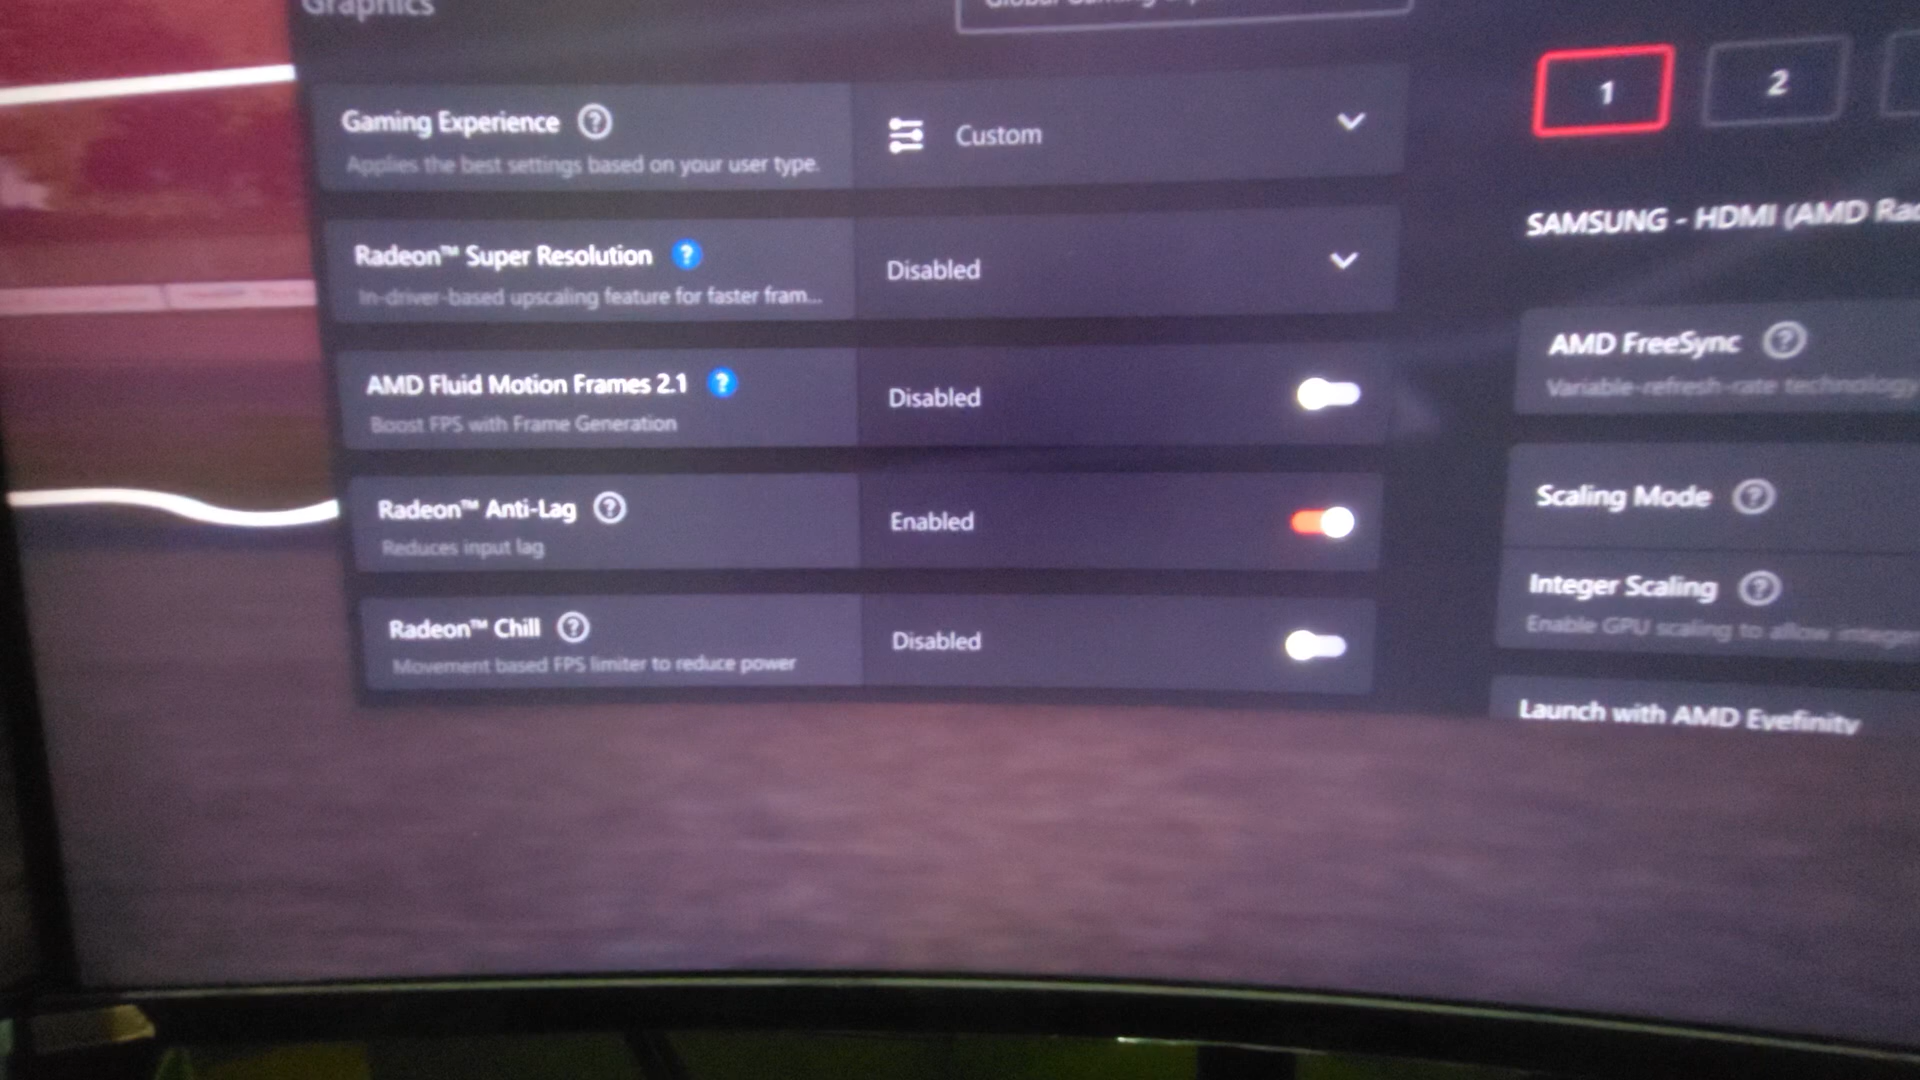 Graphics
Gaming Experience
Applies the best settings based on your user type.
Custom
Radeon™ Super Resolution
In-driver-based upscaling feature for faster fram...
Disabled
AMD Fluid Motion Frames 2.1
Boost FPS with Frame Generation
Disabled
Radeon™ Anti-Lag
Reduces input lag
Enabled
Radeon™ Chill
Movement based FPS limiter to reduce power
Disabled
1
2
SAMSUNG - HDMI (AMD Rad
AMD FreeSync
Variable-refresh-rate technology
Scaling Mode
Integer Scaling
Enable GPU scaling to allow integer
Launch with AMD Eyefinity